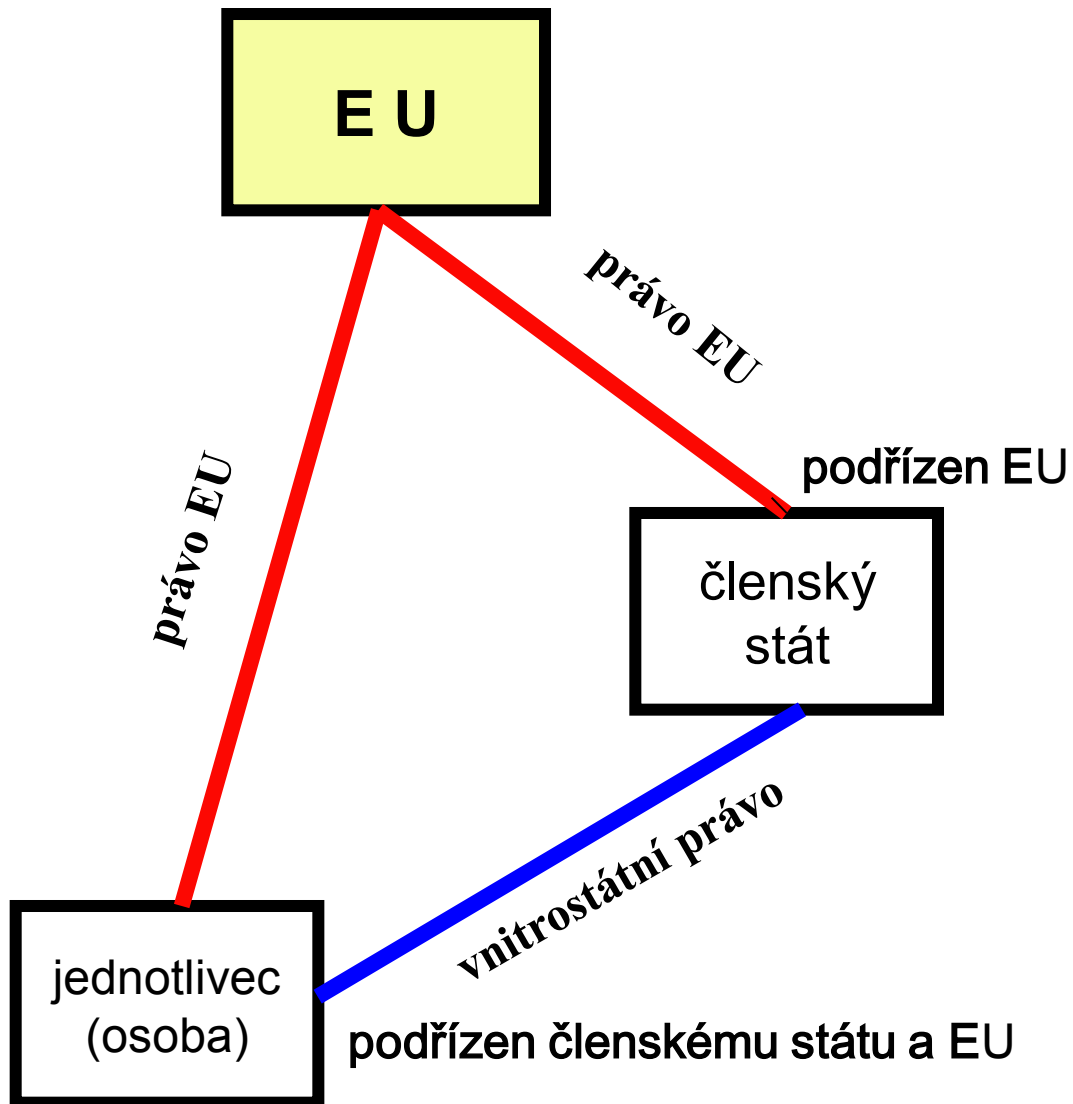 E U
právo EU
podřízen EU
členský
stát
právo EU
vnitrostátní právo
jednotlivec
(osoba)
podřízen členskému státu a EU